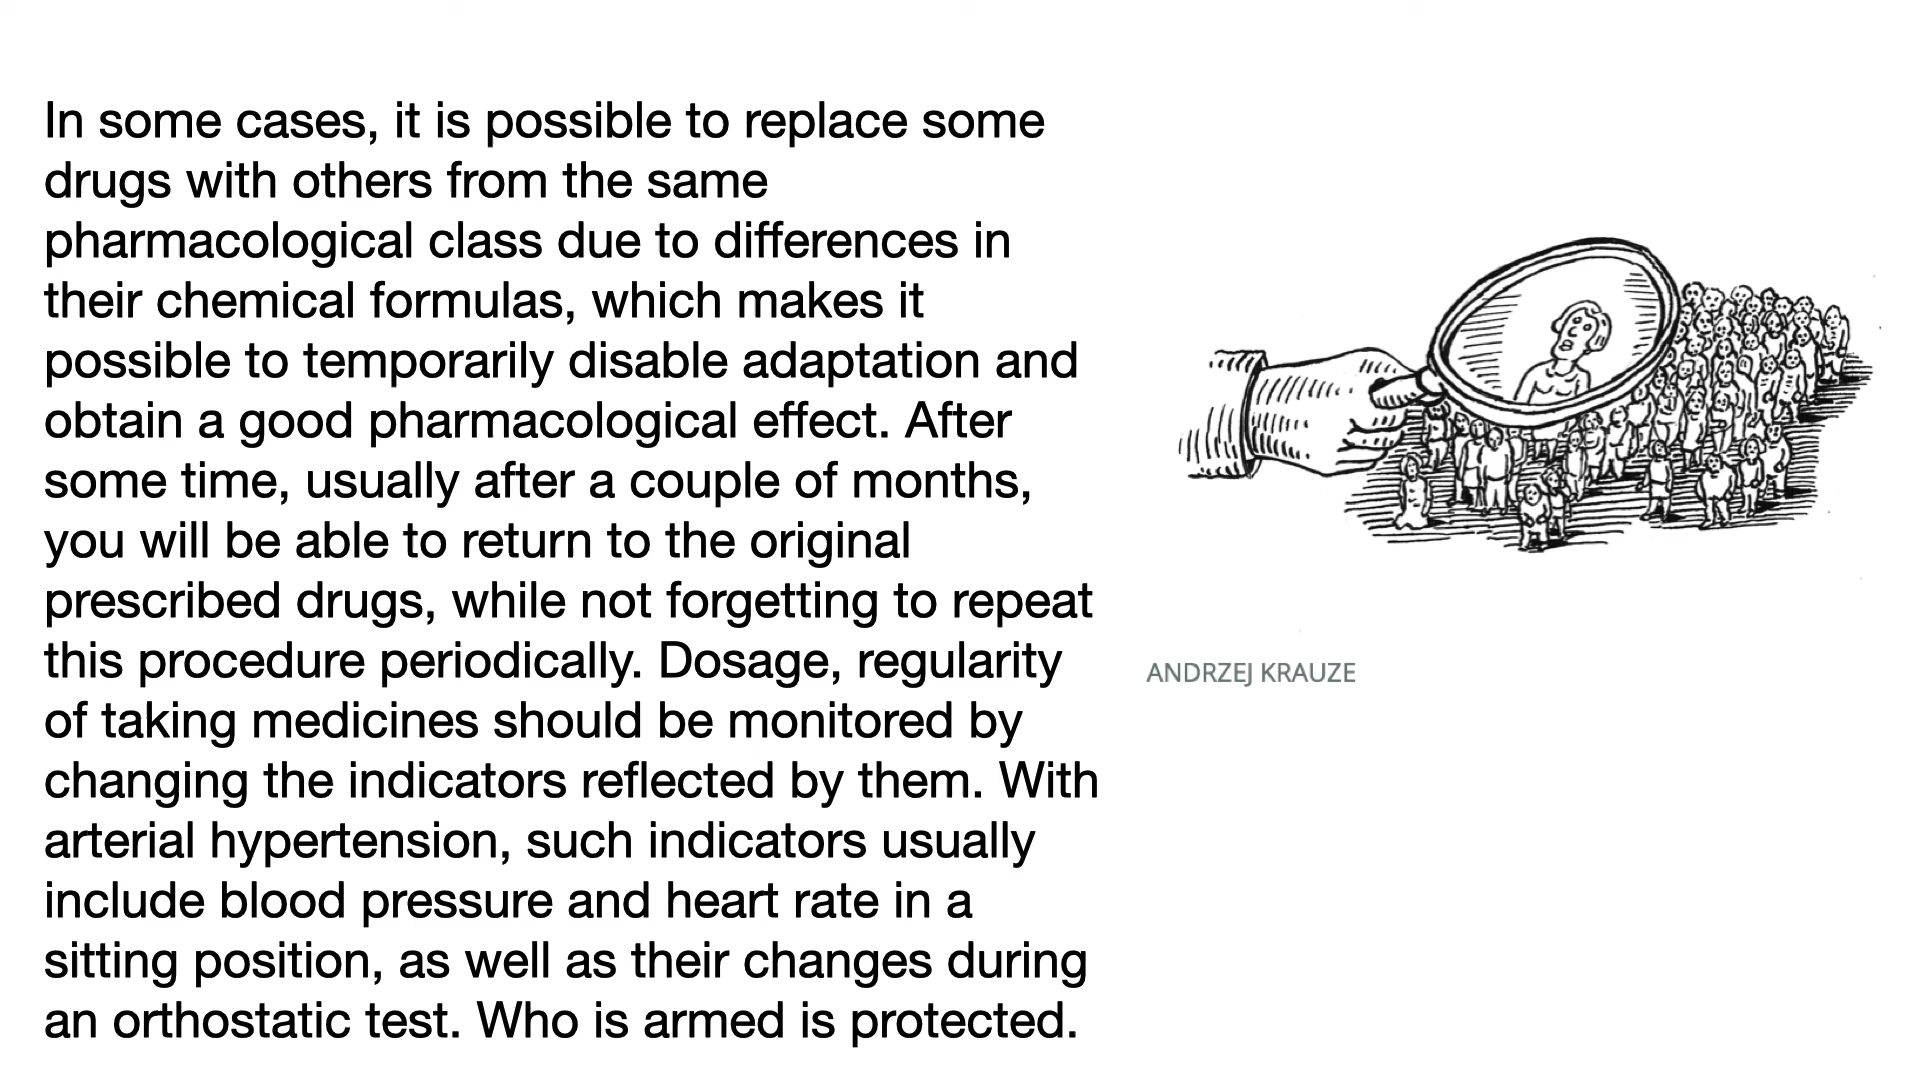 In some cases, it is possible to replace some
drugs with others from the same
pharmacological class due to differences in
their chemical formulas, which makes it
possible to temporarily disable adaptation and
obtain a good pharmacological effect. After
some time, usually after a couple of months,
you will be able to return to the original
prescribed drugs, while not forgetting to repeat
this procedure periodically. Dosage, regularity
of taking medicines should be monitored by
changing the indicators reflected by them. With
arterial hypertension, such indicators usually
include blood pressure and heart rate in a
sitting position, as well as their changes during
an orthostatic test. Who is armed is protected.
ANDRZEJ KRAUZE